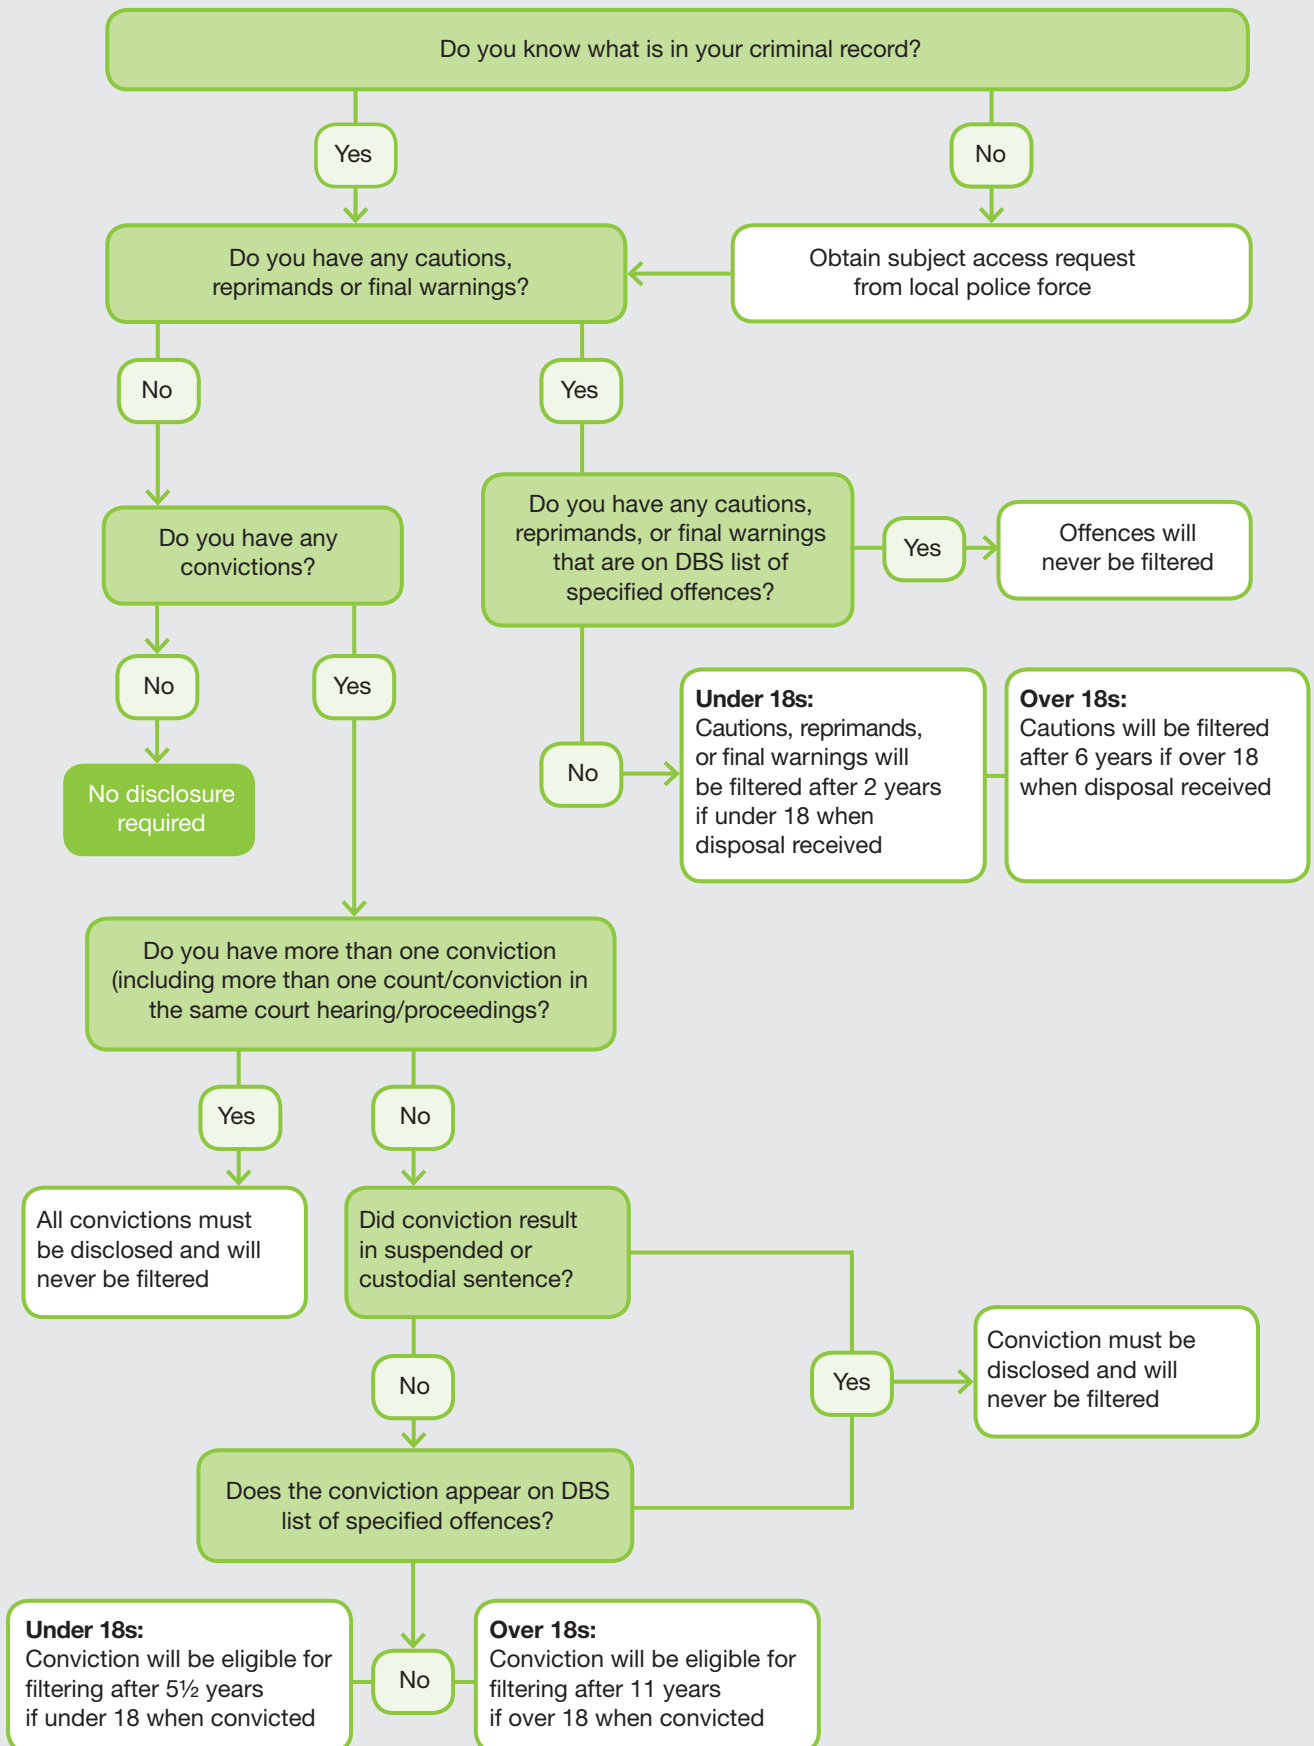 Do you know what is in your criminal record?
Yes
No
Do you have any cautions,
reprimands or final warnings?
Obtain subject access request
from local police force
No
Yes
Do you have any
convictions?
Do you have any cautions,
reprimands, or final warnings
that are on DBS list of
specified offences?
Yes
Offences will
never be filtered
No
Yes
No disclosure
required
No
Under 18s:
Cautions, reprimands,
or final warnings will
be filtered after 2 years
if under 18 when
disposal received
Over 18s:
Cautions will be filtered
after 6 years if over 18
when disposal received
Do you have more than one conviction
(including more than one count/conviction in
the same court hearing/proceedings?
Yes
No
All convictions must
be disclosed and will
never be filtered
Did conviction result
in suspended or
custodial sentence?
No
Yes
Conviction must be
disclosed and will
never be filtered
Does the conviction appear on DBS
list of specified offences?
Under 18s:
Conviction will be eligible for
filtering after 5½ years
if under 18 when convicted
No
Over 18s:
Conviction will be eligible for
filtering after 11 years
if over 18 when convicted